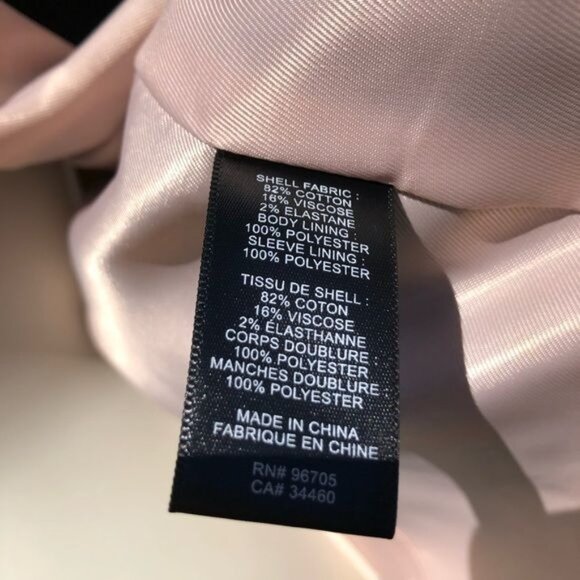 SHELL FABRIC :
82% COTTON
16% VISCOSE
2% ELASTANE
BODY LINING :
100% POLYESTER
SLEEVE LINING :
100% POLYESTER
TISSU DE SHELL :
82% COTON
16% VISCOSE
2% ÉLASTHANNE
CORPS DOUBLURE
100% POLYESTER
MANCHES DOUBLURE
100% POLYESTER
MADE IN CHINA
FABRIQUE EN CHINE
RN# 96705
CA# 34460